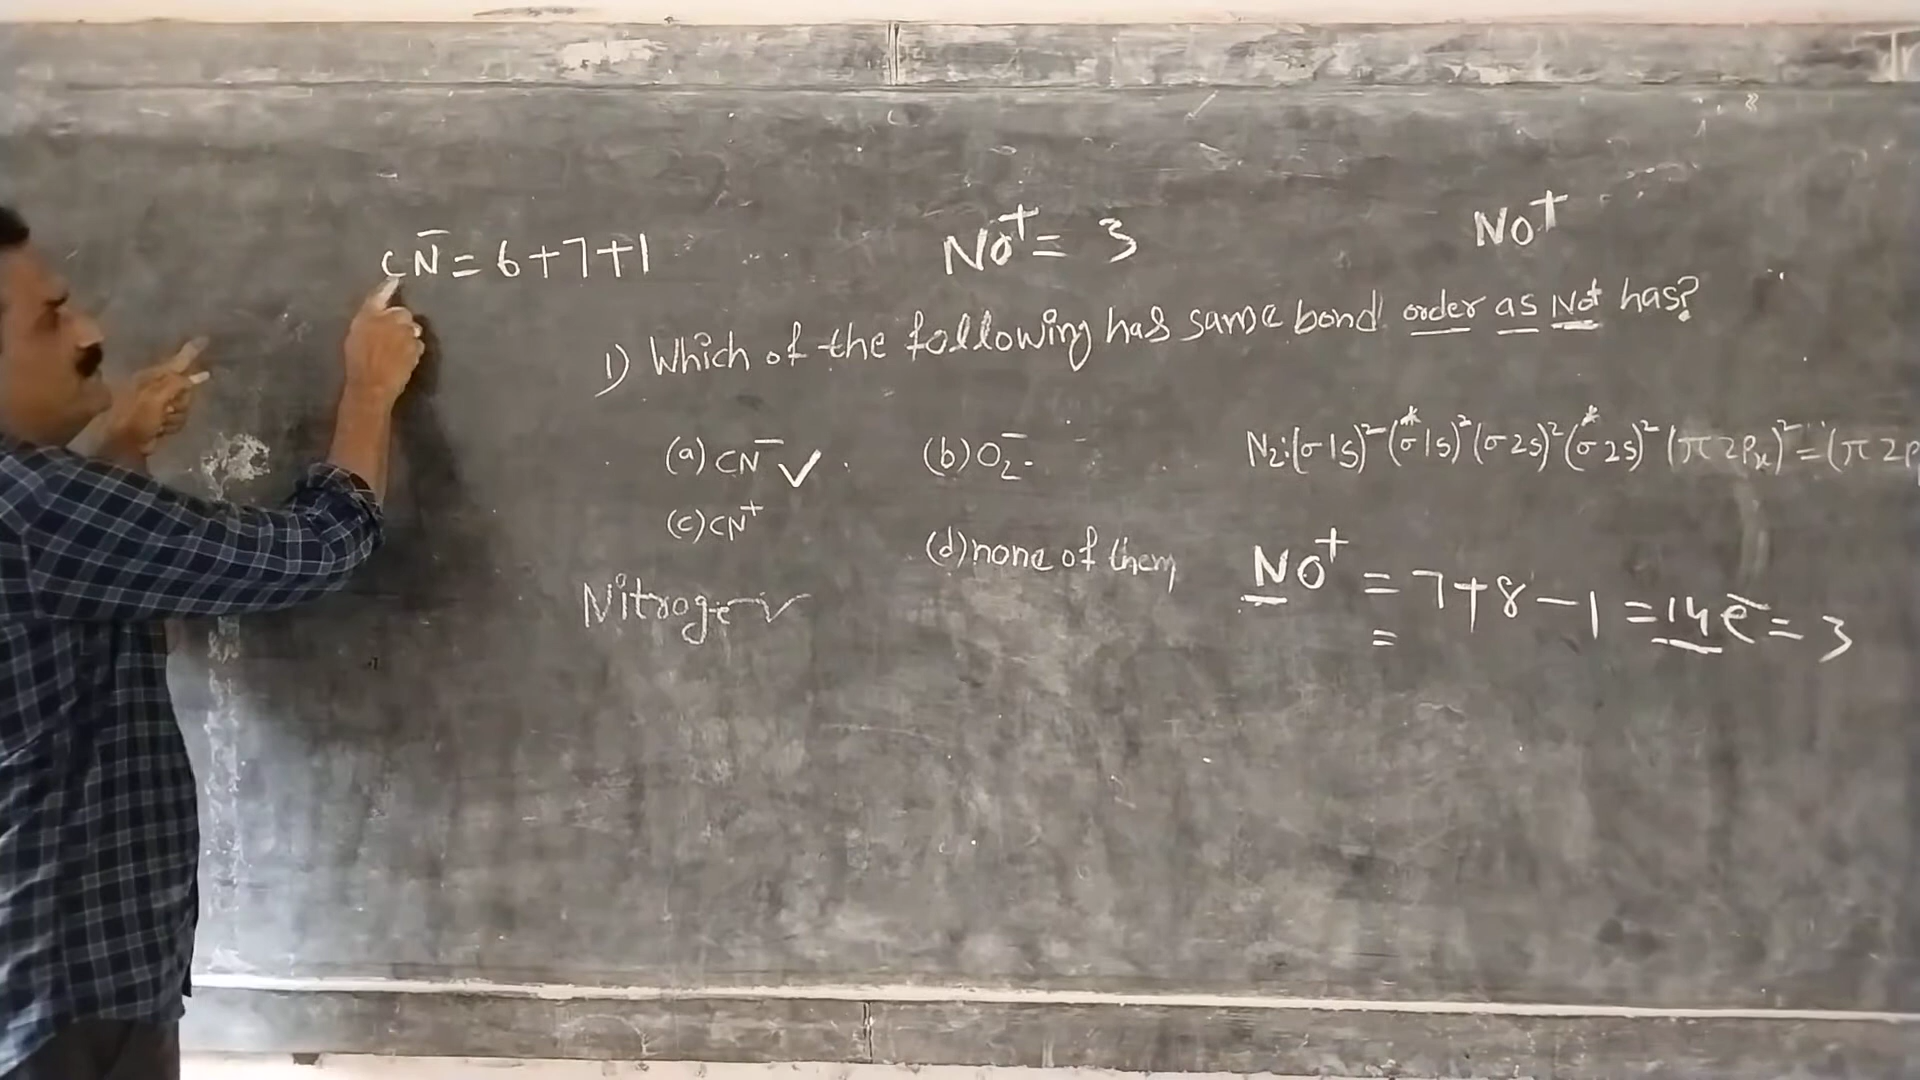 CN⁻ = 6+7+1
NO⁺ = 3
NO⁺
1) Which of the following has same bond order as NO⁺ has?
(a) CN⁻ ✓ (b) O₂⁻
(c) CN⁺ (d) none of them
N₂:(σ1s)²(σ*1s)²(σ2s)²(σ*2s)²(π2Pₓ)²=(π2P
NO⁺ = 7+8-1 = 14e⁻ = 3
=